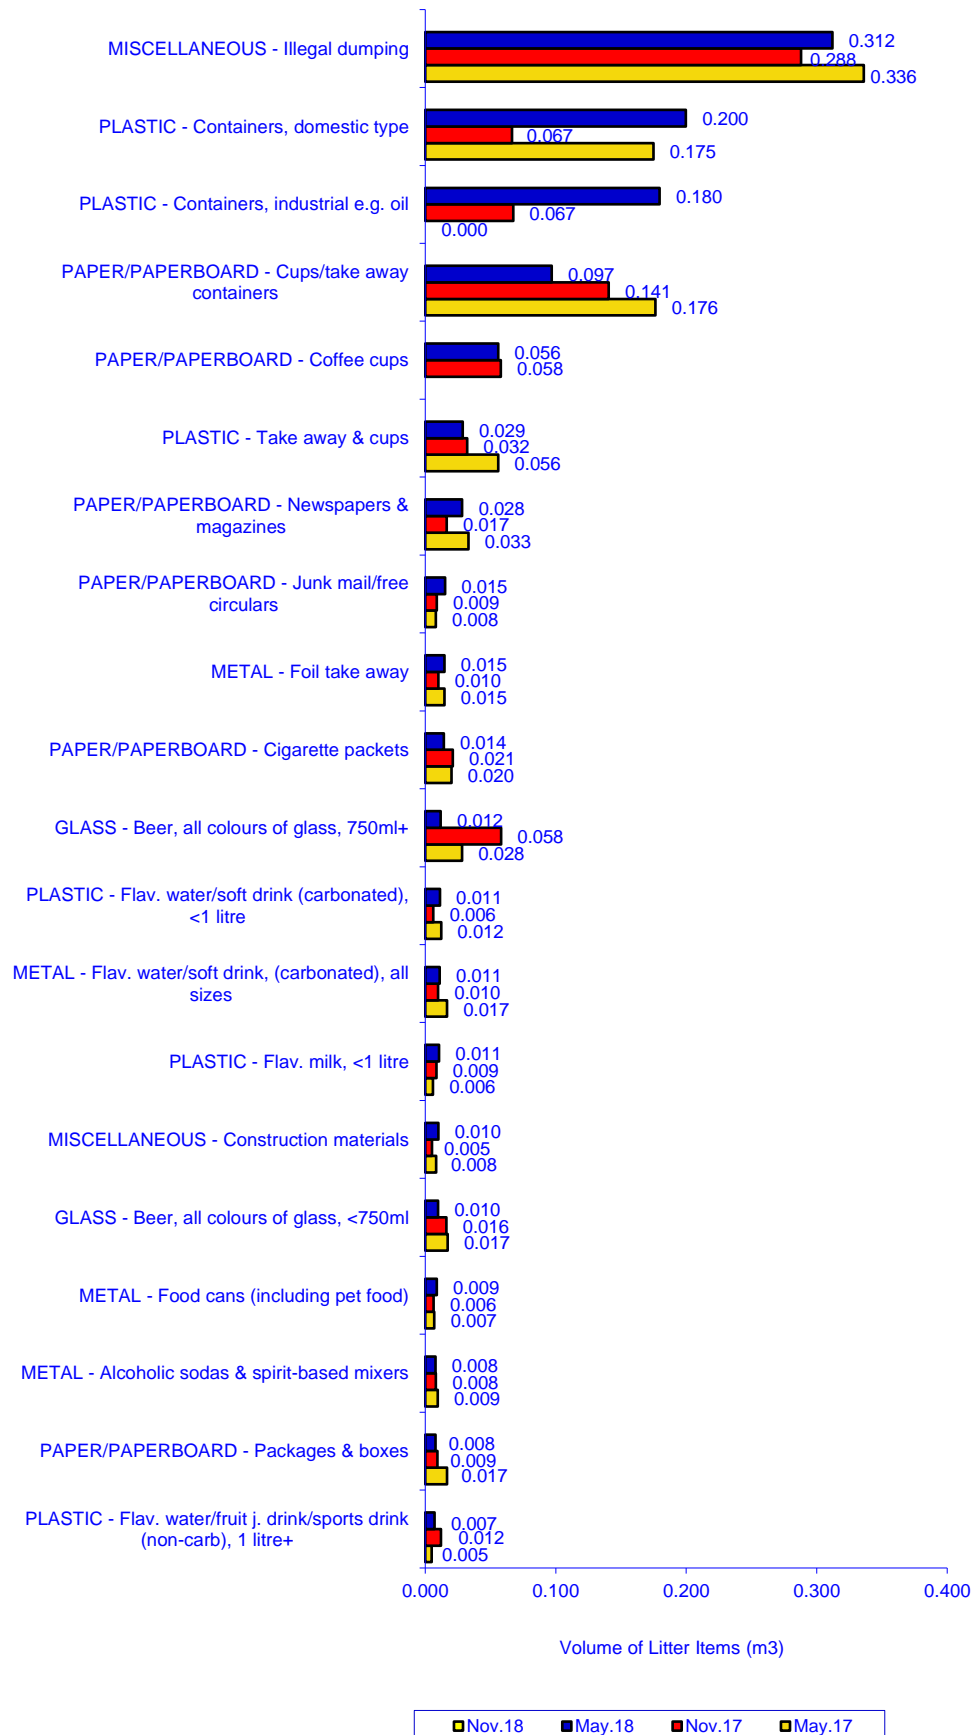 MISCELLANEOUS - Illegal dumping
0.312
0.288
0.336
PLASTIC - Containers, domestic type
0.200
0.067
0.175
PLASTIC - Containers, industrial e.g. oil
0.180
0.067
0.000
PAPER/PAPERBOARD - Cups/take away
containers
0.097
0.141
0.176
PAPER/PAPERBOARD - Coffee cups
0.056
0.058
PLASTIC - Take away & cups
0.029
0.032
0.056
PAPER/PAPERBOARD - Newspapers &
magazines
0.028
0.017
0.033
PAPER/PAPERBOARD - Junk mail/free
circulars
0.015
0.009
0.008
METAL - Foil take away
0.015
0.010
0.015
PAPER/PAPERBOARD - Cigarette packets
0.014
0.021
0.020
GLASS - Beer, all colours of glass, 750ml+
0.012
0.058
0.028
PLASTIC - Flav. water/soft drink (carbonated),
<1 litre
0.011
0.006
0.012
METAL - Flav. water/soft drink, (carbonated), all
sizes
0.011
0.010
0.017
PLASTIC - Flav. milk, <1 litre
0.011
0.009
0.006
MISCELLANEOUS - Construction materials
0.010
0.005
0.008
GLASS - Beer, all colours of glass, <750ml
0.010
0.016
0.017
METAL - Food cans (including pet food)
0.009
0.006
0.007
METAL - Alcoholic sodas & spirit-based mixers
0.008
0.008
0.009
PAPER/PAPERBOARD - Packages & boxes
0.008
0.009
0.017
PLASTIC - Flav. water/fruit j. drink/sports drink
(non-carb), 1 litre+
0.007
0.012
0.005
0.000 0.100 0.200 0.300 0.400
Volume of Litter Items (m3)
Nov.18 May.18 Nov.17 May.17